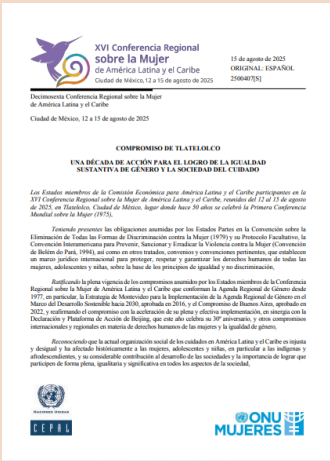 XVI Conferencia Regional
sobre la Mujer
de América Latina y el Caribe
Ciudad de México, 12 a 15 de agosto de 2025
15 de agosto de 2025
ORIGINAL: ESPAÑOL
2500407[S]
Decimosexta Conferencia Regional sobre la Mujer
de América Latina y el Caribe
Ciudad de México, 12 a 15 de agosto de 2025
COMPROMISO DE TLATELOLCO
UNA DÉCADA DE ACCIÓN PARA EL LOGRO DE LA IGUALDAD
SUSTANTIVA DE GÉNERO Y LA SOCIEDAD DEL CUIDADO
Los Estados miembros de la Comisión Económica para América Latina y el Caribe participantes en la
XVI Conferencia Regional sobre la Mujer de América Latina y el Caribe, reunidos del 12 al 15 de agosto
de 2025, en Tlatelolco, Ciudad de México, lugar donde hace 50 años se celebró la Primera Conferencia
Mundial sobre la Mujer (1975),
Teniendo presentes las obligaciones asumidas por los Estados Partes en la Convención sobre la
Eliminación de Todas las Formas de Discriminación contra la Mujer (1979) y su Protocolo Facultativo, la
Convención Interamericana para Prevenir, Sancionar y Erradicar la Violencia contra la Mujer (Convención
de Belém do Pará, 1994), así como en otros tratados, convenios y convenciones pertinentes, que establecen
un marco jurídico internacional para proteger, respetar y garantizar los derechos humanos de todas las
mujeres, adolescentes y niñas, sobre la base de los principios de igualdad y no discriminación,
Ratificando la plena vigencia de los compromisos asumidos por los Estados miembros de la Conferencia
Regional sobre la Mujer de América Latina y el Caribe que conforman la Agenda Regional de Género desde
1977, en particular, la Estrategia de Montevideo para la Implementación de la Agenda Regional de Género en el
Marco del Desarrollo Sostenible hacia 2030, aprobada en 2016, y el Compromiso de Buenos Aires, aprobado en
2022, y reafirmando el compromiso con la aceleración de su plena y efectiva implementación, en sinergia con la
Declaración y Plataforma de Acción de Beijing, que este año celebra su 30º aniversario, y otros compromisos
internacionales y regionales en materia de derechos humanos de las mujeres y la igualdad de género,
Reconociendo que la actual organización social de los cuidados en América Latina y el Caribe es injusta
y desigual y ha afectado históricamente a las mujeres, adolescentes y niñas, en particular a las indígenas y
afrodescendientes, y su considerable contribución al desarrollo de las sociedades y la importancia de lograr que
participen de forma plena, igualitaria y significativa en todos los aspectos de la sociedad,
NACIONES UNIDAS
CEPAL
ONU
MUJERES